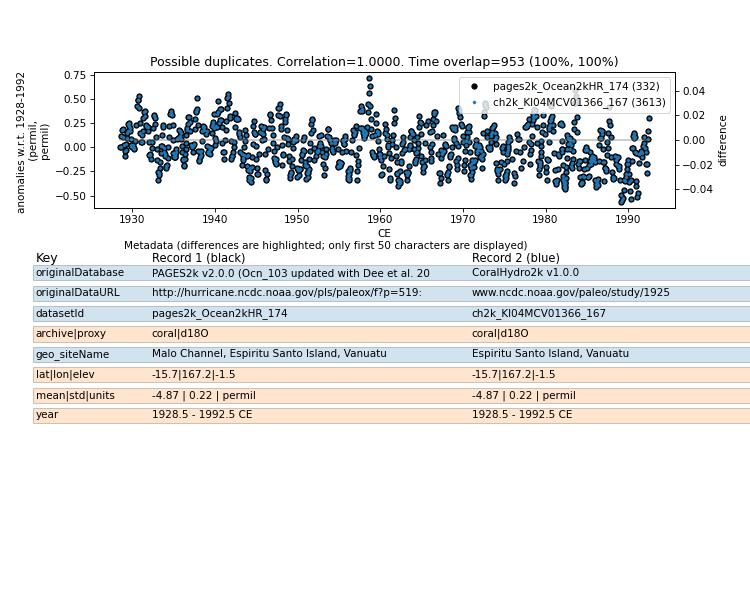 Possible duplicates. Correlation=1.0000. Time overlap=953 (100%, 100%)
anomalies w.r.t. 1928-1992
(permil,
permil)
0.75
0.50
0.25
0.00
−0.25
−0.50
pages2k_Ocean2kHR_174 (332)
ch2k_KI04MCV01366_167 (3613)
0.04
0.02
0.00
−0.02
−0.04
difference
1930 1940 1950 1960 1970 1980 1990
CE
Metadata (differences are highlighted; only first 50 characters are displayed)
Key Record 1 (black) Record 2 (blue)
originalDatabase PAGES2k v2.0.0 (Ocn_103 updated with Dee et al. 20 CoralHydro2k v1.0.0
originalDataURL http://hurricane.ncdc.noaa.gov/pls/paleox/f?p=519: www.ncdc.noaa.gov/paleo/study/1925
datasetId pages2k_Ocean2kHR_174 ch2k_KI04MCV01366_167
archive|proxy coral|d18O coral|d18O
geo_siteName Malo Channel, Espiritu Santo Island, Vanuatu Espiritu Santo Island, Vanuatu
lat|lon|elev -15.7|167.2|-1.5 -15.7|167.2|-1.5
mean|std|units -4.87 | 0.22 | permil -4.87 | 0.22 | permil
year 1928.5 - 1992.5 CE 1928.5 - 1992.5 CE